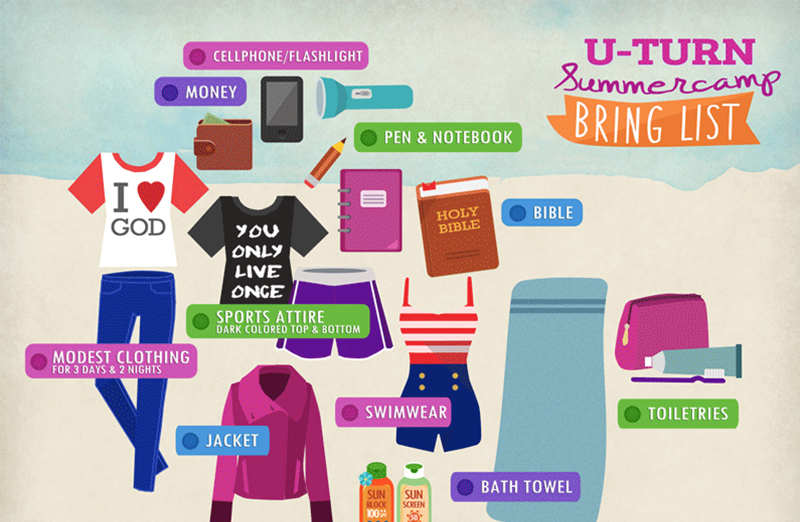 CELLPHONE/FLASHLIGHT
MONEY
U-TURN
Summercamp
BRING LIST
PEN & NOTEBOOK
I ♥
GOD
YOU
ONLY
LIVE
ONCE
HOLY
BIBLE
BIBLE
SPORTS ATTIRE
DARK COLORED TOP & BOTTOM
MODEST CLOTHING
FOR 3 DAYS & 2 NIGHTS
SWIMWEAR
TOILETRIES
JACKET
BATH TOWEL
SUN
BLOCK
100
SUN
SCREEN